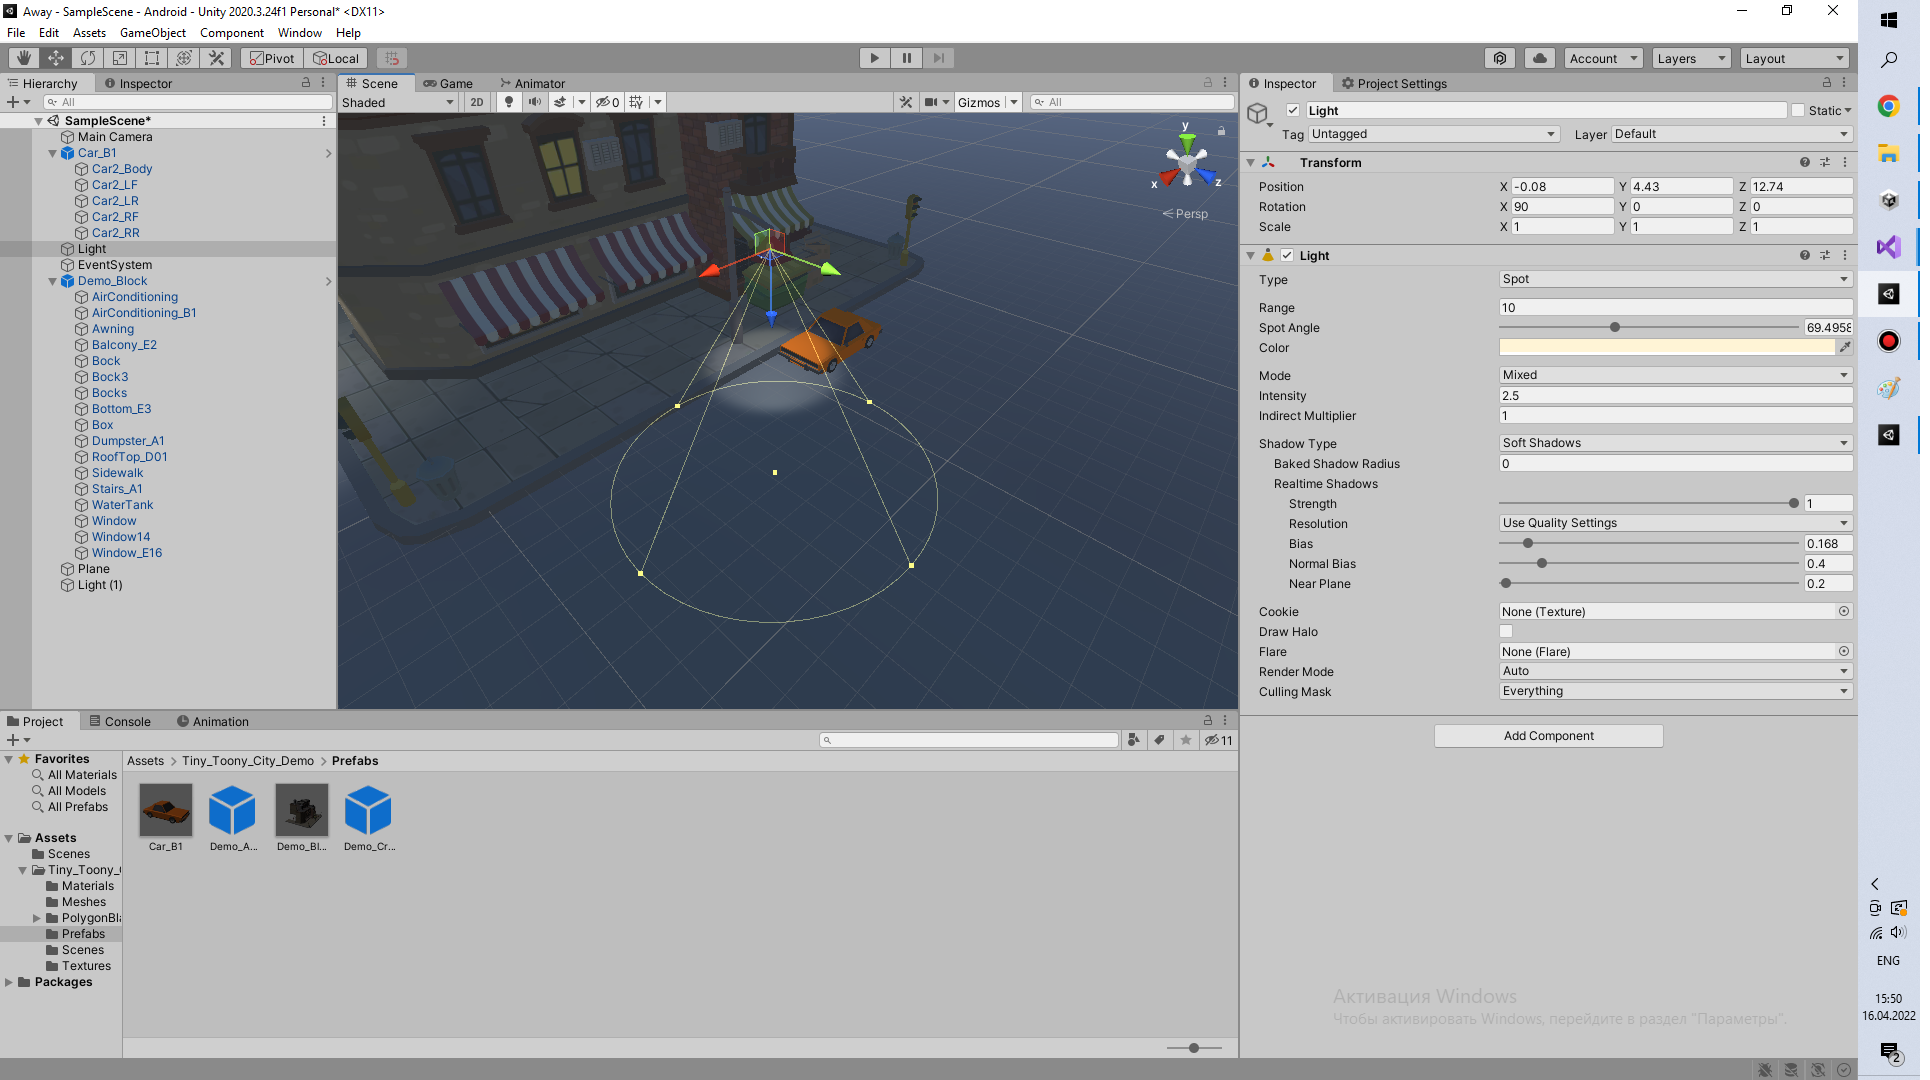 Away - SampleScene - Android - Unity 2020.3.24f1 Personal* <DX11>
File Edit Assets GameObject Component Window Help
Pivot Local Account Layers Layout
Hierarchy Inspector
All
SampleScene*
Main Camera
Car_B1
Car2_Body
Car2_LF
Car2_LR
Car2_RF
Car2_RR
Light
EventSystem
Demo_Block
AirConditioning
AirConditioning_B1
Awning
Balcony_E2
Bock
Bock3
Bocks
Bottom_E3
Box
Dumpster_A1
RoofTop_D01
Sidewalk
Stairs_A1
WaterTank
Window
Window14
Window_E16
Plane
Light (1)
Scene Game Animator
Shaded 2D 0 Gizmos All
y
x z
Persp
Inspector Project Settings
Light Static
Tag Untagged Layer Default
Transform
Position X -0.08 Y 4.43 Z 12.74
Rotation X 90 Y 0 Z 0
Scale X 1 Y 1 Z 1
Light
Type Spot
Range 10
Spot Angle 69.4958
Color
Mode Mixed
Intensity 2.5
Indirect Multiplier 1
Shadow Type Soft Shadows
Baked Shadow Radius 0
Realtime Shadows
Strength 1
Resolution Use Quality Settings
Bias 0.168
Normal Bias 0.4
Near Plane 0.2
Cookie None (Texture)
Draw Halo
Flare None (Flare)
Render Mode Auto
Culling Mask Everything
Add Component
Project Console Animation
11
Favorites
All Materials
All Models
All Prefabs
Assets
Scenes
Tiny_Toony_(
Materials
Meshes
PolygonBla
Prefabs
Scenes
Textures
Packages
Assets > Tiny_Toony_City_Demo > Prefabs
Car_B1 Demo_A... Demo_Bl... Demo_Cr...
Активация Windows
Чтобы активировать Windows, перейдите в раздел "Параметры".
ENG
15:50
16.04.2022
2